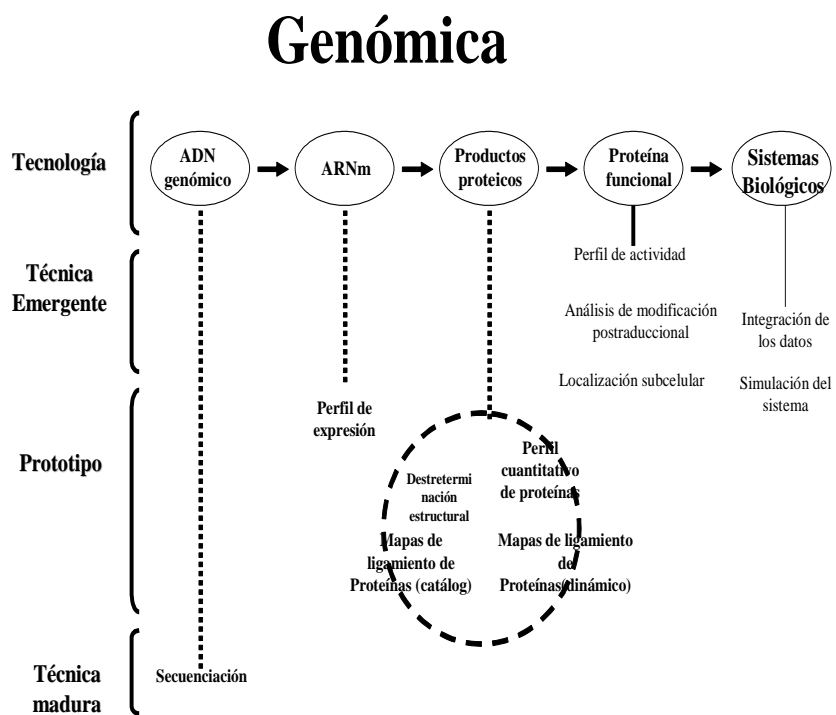 Genómica
Tecnología
ADN
genómico
ARNm
Productos
proteicos
Proteína
funcional
Sistemas
Biológicos
Técnica
Emergente
Perfil de actividad
Análisis de modificación
postraduccional
Localización subcelular
Integración de
los datos
Simulación del
sistema
Prototipo
Perfil de
expresión
Perfil
cuantitativo
de proteínas
Destretermi
nación
estructural
Mapas de
ligamiento de
Proteínas (catálog)
Mapas de ligamiento
de
Proteínas(dinámico)
Técnica
madura
Secuenciación